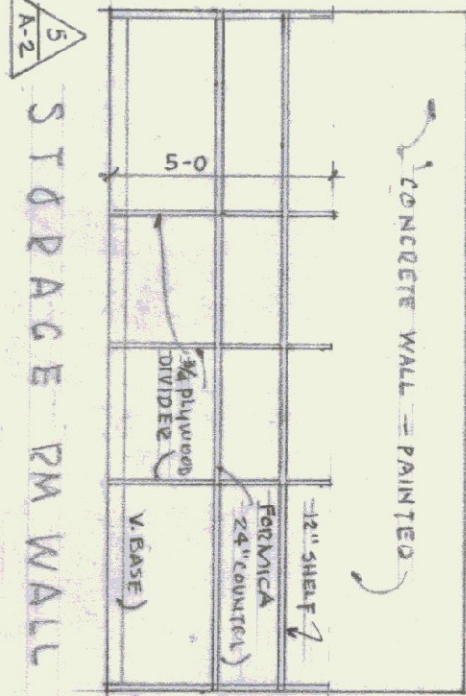 CONCRETE WALL - PAINTED
12" SHELF
FORMICA
24" COUNTER
5-0
3/4 PLYWOOD
DIVIDER
V. BASE
5
A-2
STORAGE RM WALL